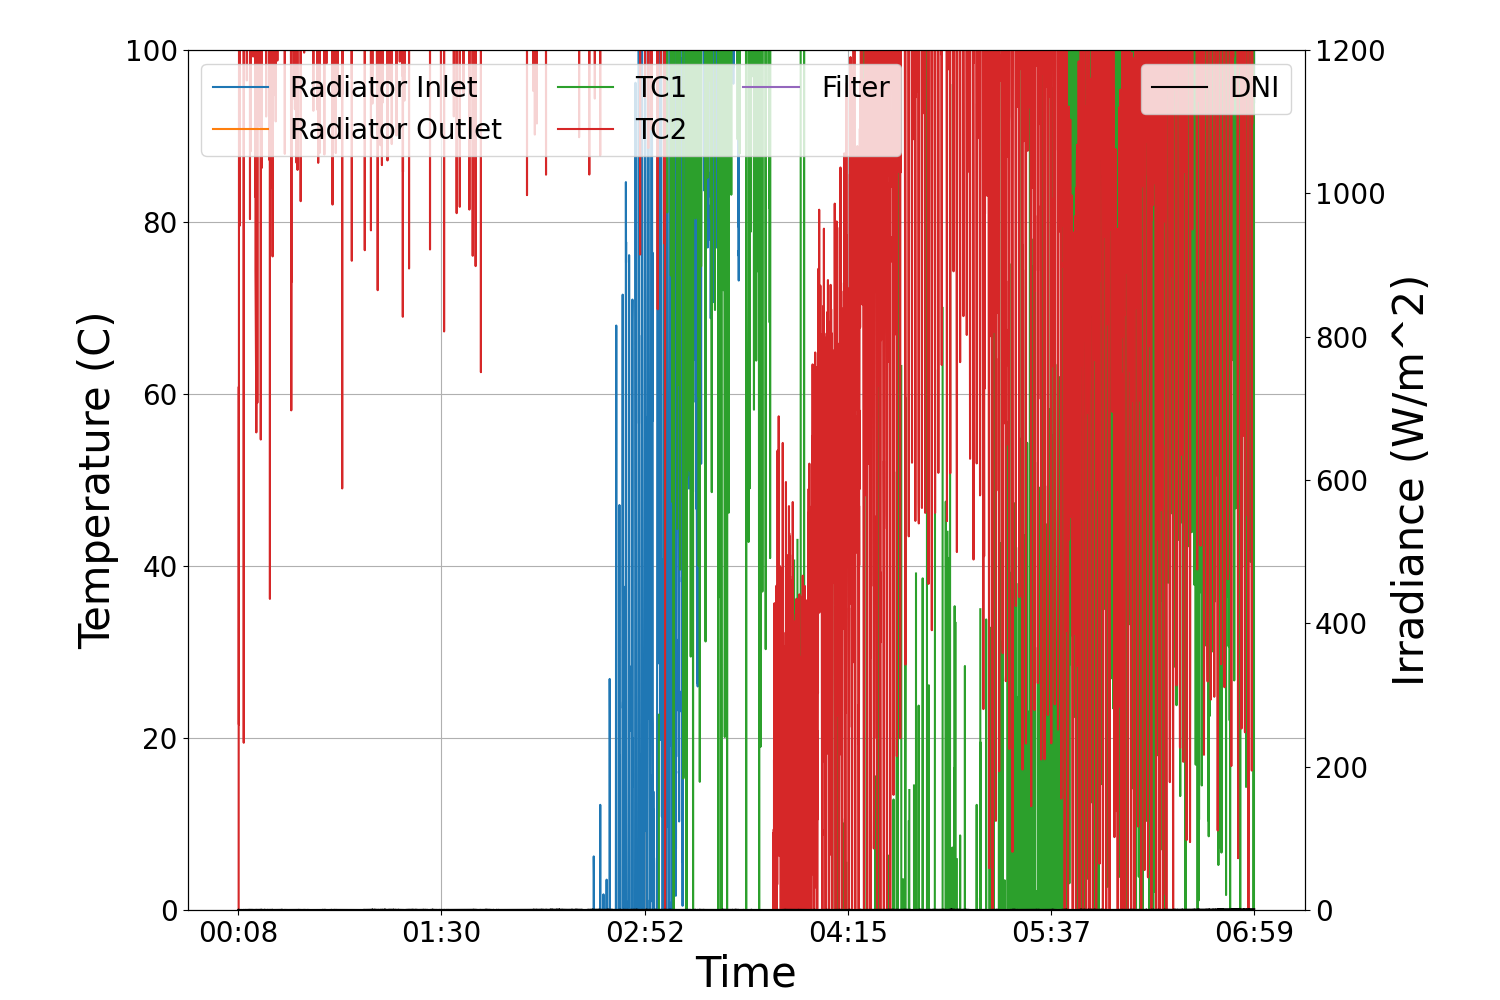 100
80
60
40
20
0
Temperature (C)
Radiator Inlet
Radiator Outlet
TC1
TC2
Filter
DNI
1200
1000
800
600
400
200
0
Irradiance (W/m^2)
00:08
01:30
02:52
04:15
05:37
06:59
Time